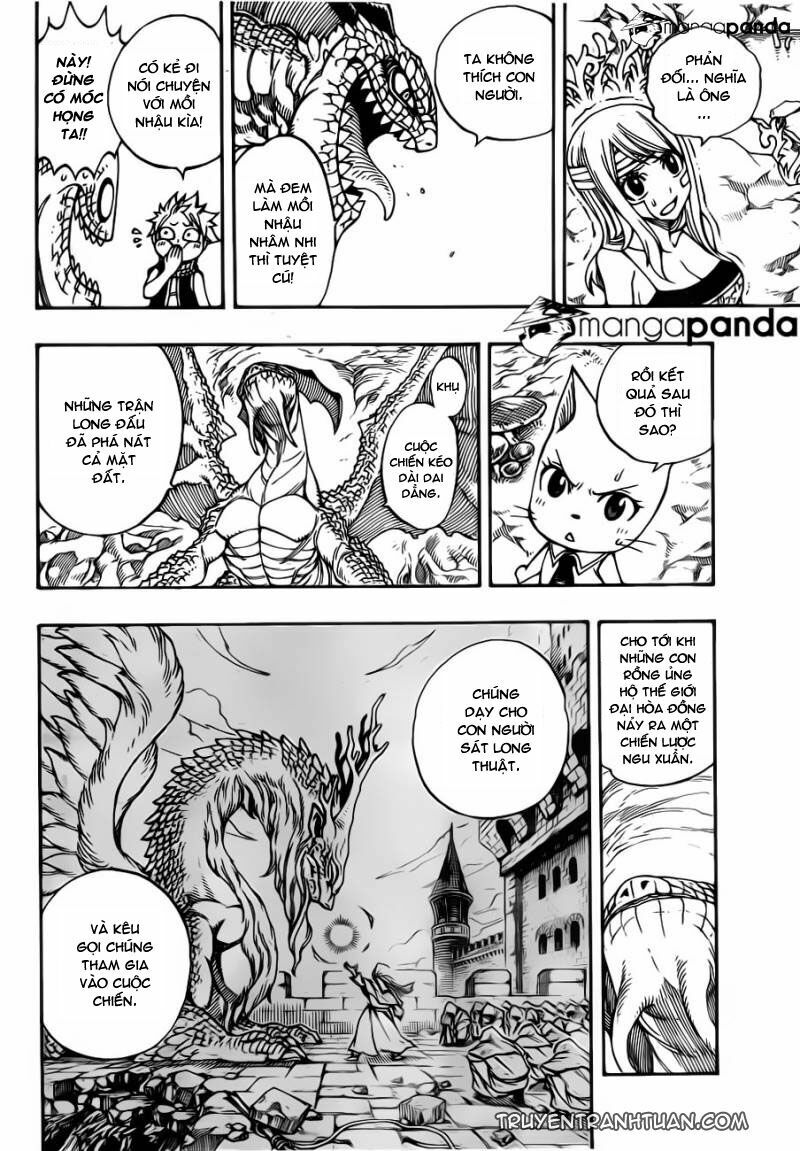 mangapanda
PHẢN
ĐỐI... NGHĨA
LÀ ÔNG
...
TA KHÔNG
THÍCH CON
NGƯỜI.
MÀ ĐEM
LÀM MỒI
NHẬU
NHÂM NHI
THÌ TUYỆT
CÚ!
CÓ KẺ ĐI
NÓI CHUYỆN
VỚI MỒI
NHẬU KÌA!
NÀY!
ĐỪNG
CÓ MÓC
HỌNG
TA!!
mangapanda
RỒI KẾT
QUẢ SAU
ĐÓ THÌ
SAO?
KHỤ
CUỘC
CHIẾN KÉO
DÀI DAI
DẲNG.
NHỮNG TRẬN
LONG ĐẤU
ĐÃ PHÁ NÁT
CẢ MẶT
ĐẤT.
CHO TỚI KHI
NHỮNG CON
RỒNG ỦNG
HỘ THẾ GIỚI
ĐẠI HÒA ĐỒNG
NẢY RA MỘT
CHIẾN LƯỢC
NGU XUẨN.
CHÚNG
DẠY CHO
CON NGƯỜI
SÁT LONG
THUẬT.
VÀ KÊU
GỌI CHÚNG
THAM GIA
VÀO CUỘC
CHIẾN.
TRUYENTRANHTUAN.COM